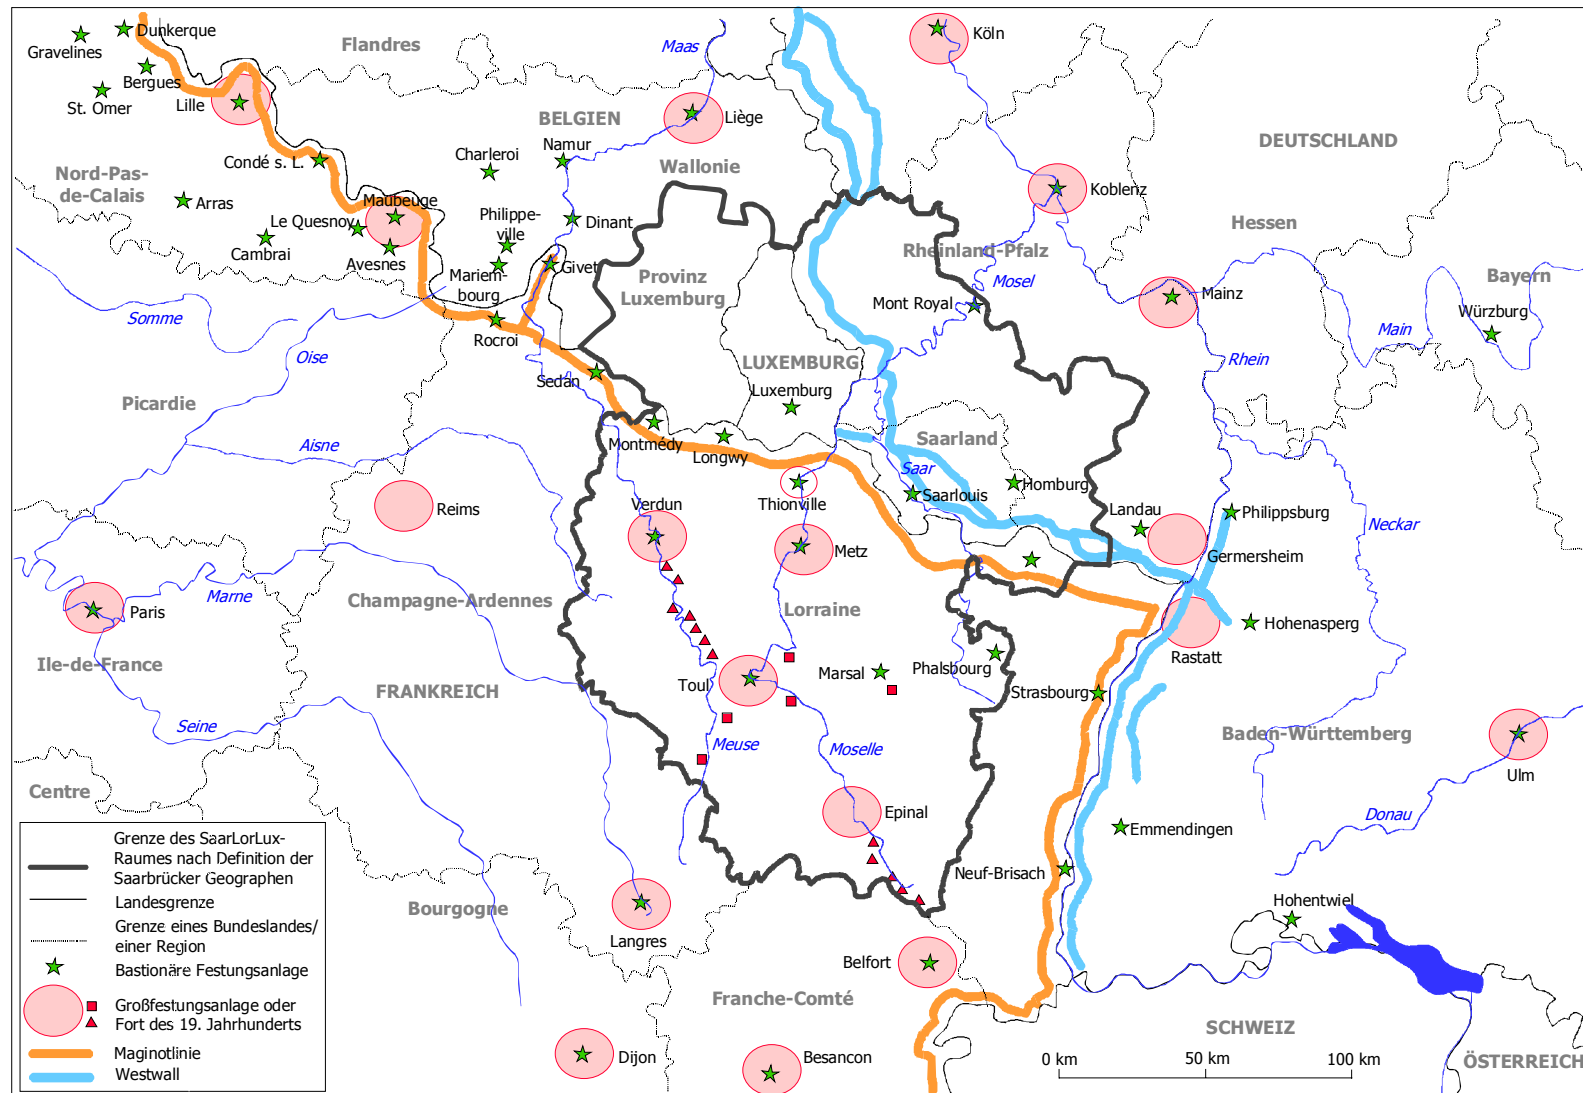 Dunkerque
Gravelines
Flandres
Maas
Köln
Bergues
St. Omer
Lille
BELGIEN
Liège
DEUTSCHLAND
Namur
Charleroi
Wallonie
Condé s. L.
Nord-Pas-
de-Calais
Koblenz
Arras
Maubeuge
Le Quesnoy
Philippe-
ville
Dinant
Hessen
Cambrai
Avesnes
Rheinland-Pfalz
Givet
Mariem-
bourg
Provinz
Luxemburg
Mosel
Bayern
Mont Royal
Mainz
Würzburg
Somme
Rocroi
Main
Oise
Rhein
LUXEMBURG
Sedan
Luxemburg
Picardie
Aisne
Montmédy
Longwy
Saarland
Saar
Saarlouis
Homburg
Verdun
Thionville
Landau
Philippsburg
Reims
Neckar
Metz
Germersheim
Marne
Paris
Champagne-Ardennes
Lorraine
Hohenasperg
Ile-de-France
Rastatt
Marsal
Phalsbourg
Toul
FRANKREICH
Strasbourg
Seine
Meuse
Moselle
Baden-Württemberg
Ulm
Centre
Epinal
Donau
Emmendingen
Neuf-Brisach
Hohentwiel
Bourgogne
Langres
Belfort
Franche-Comté
SCHWEIZ
Dijon
Besancon
ÖSTERREICH
0 km
50 km
100 km
Grenze des SaarLorLux-
Raumes nach Definition der
Saarbrücker Geographen
Landesgrenze
Grenze eines Bundeslandes/
einer Region
Bastionäre Festungsanlage
Großfestungsanlage oder
Fort des 19. Jahrhunderts
Maginotlinie
Westwall